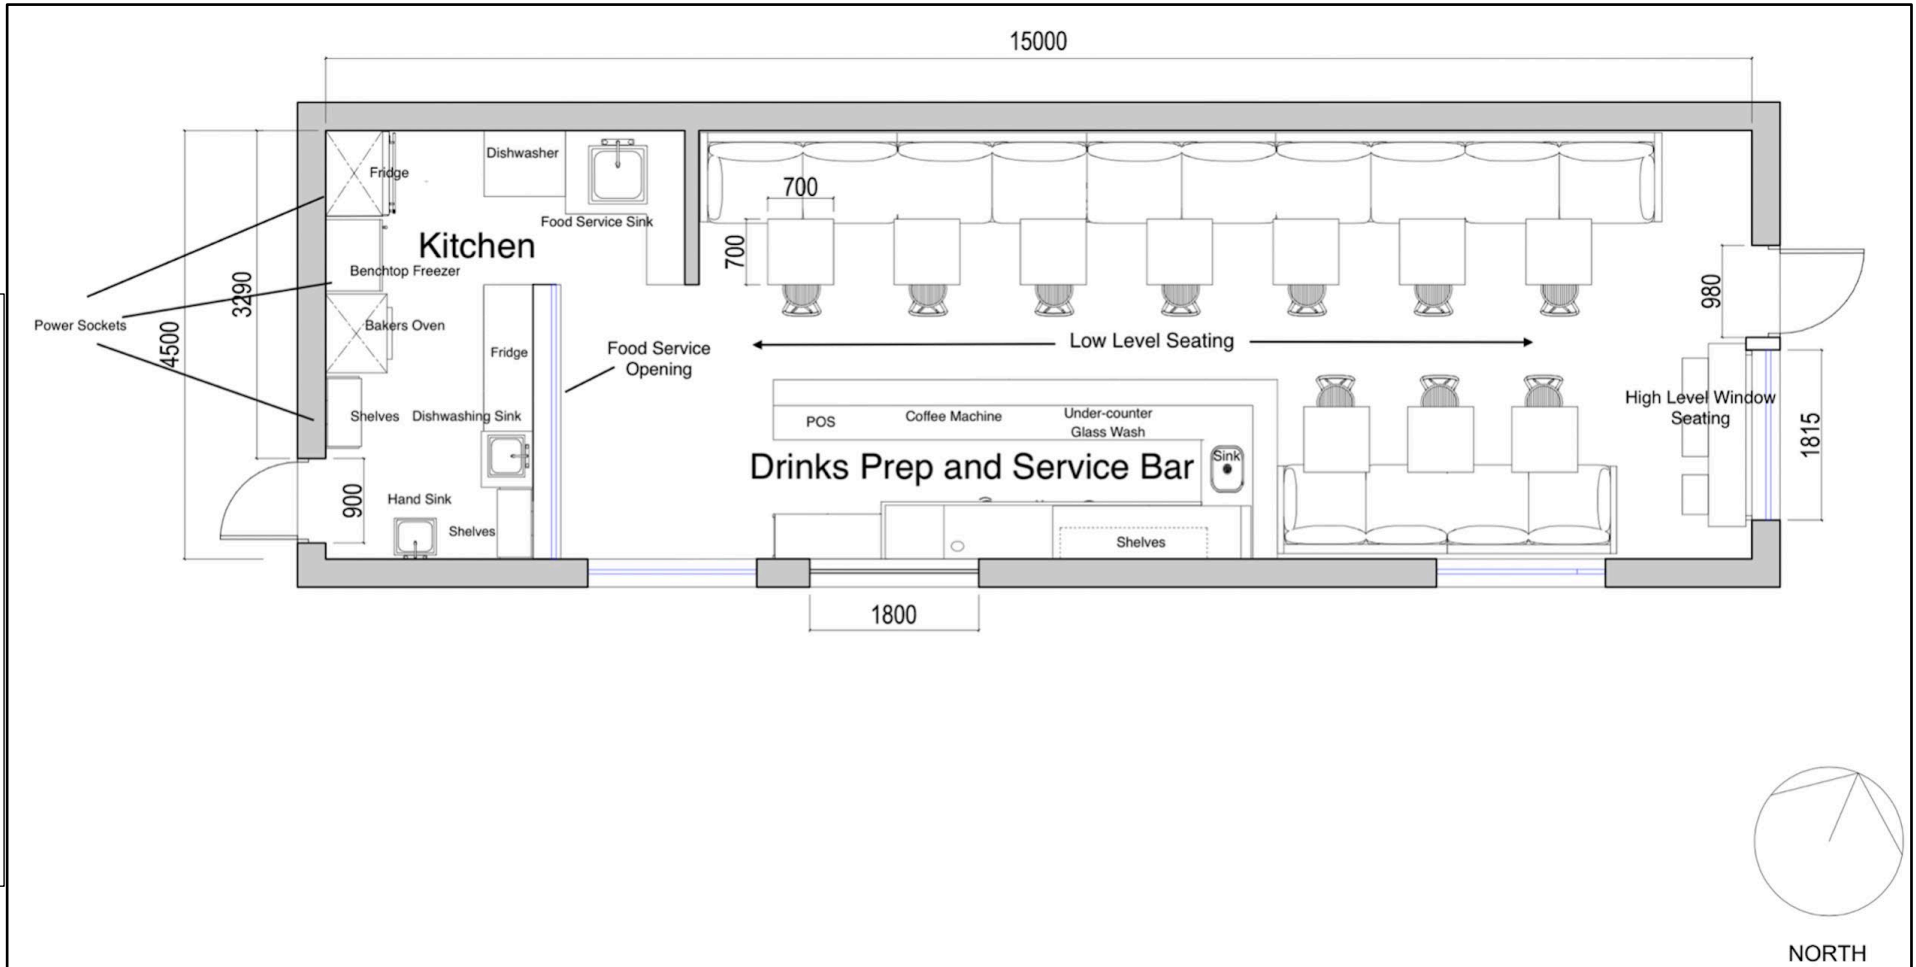 15000
Dishwasher
Fridge
700
Food Service Sink
Kitchen
700
Benchtop Freezer
3290
980
Power Sockets
Bakers Oven
4500
Low Level Seating
Food Service
Opening
Fridge
High Level Window
Seating
Shelves
Dishwashing Sink
POS
Coffee Machine
Under-counter
Glass Wash
1815
Drinks Prep and Service Bar
Sink
900
Hand Sink
Shelves
Shelves
1800
NORTH